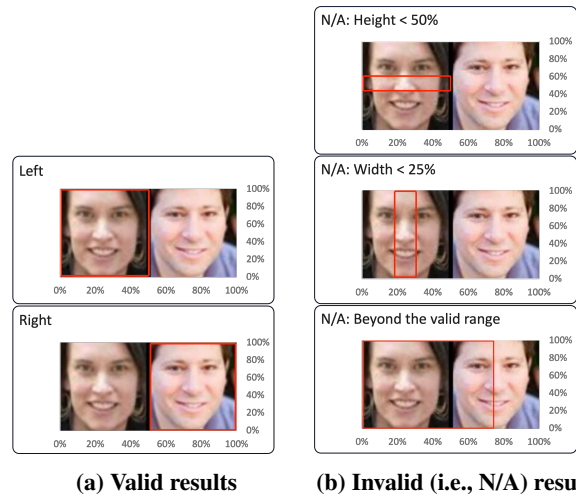 Left
100%
80%
60%
40%
20%
0%
0% 20% 40% 60% 80% 100%
Right
100%
80%
60%
40%
20%
0%
0% 20% 40% 60% 80% 100%
(a) Valid results
N/A: Height < 50%
100%
80%
60%
40%
20%
0%
0% 20% 40% 60% 80% 100%
N/A: Width < 25%
100%
80%
60%
40%
20%
0%
0% 20% 40% 60% 80% 100%
N/A: Beyond the valid range
100%
80%
60%
40%
20%
0%
0% 20% 40% 60% 80% 100%
(b) Invalid (i.e., N/A) resu